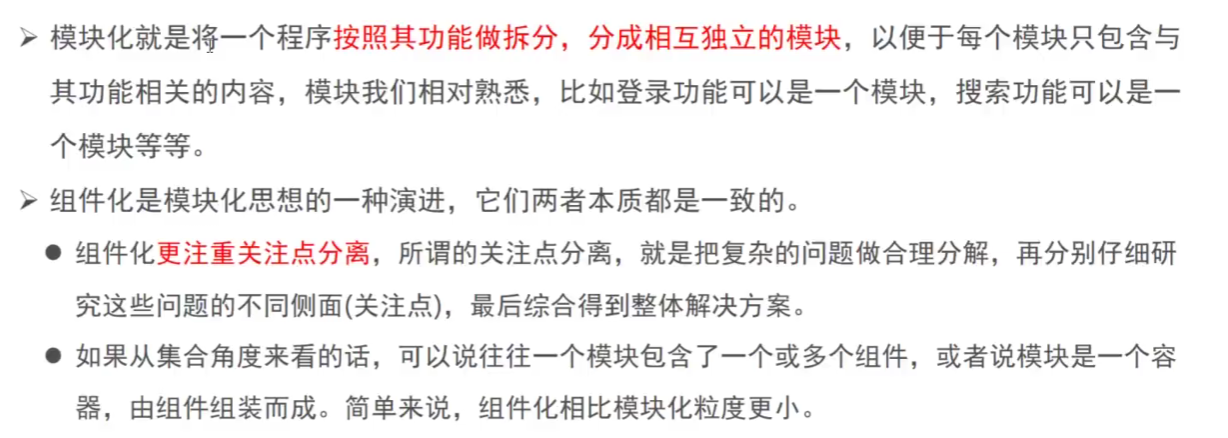 ➢ 模块化就是将一个程序按照其功能做拆分，分成相互独立的模块，以便于每个模块只包含与
其功能相关的内容，模块我们相对熟悉，比如登录功能可以是一个模块，搜索功能可以是一
个模块等等。
➢ 组件化是模块化思想的一种演进，它们两者本质都是一致的。
● 组件化更注重关注点分离，所谓的关注点分离，就是把复杂的问题做合理分解，再分别仔细研
究这些问题的不同侧面(关注点)，最后综合得到整体解决方案。
● 如果从集合角度来看的话，可以说往往一个模块包含了一个或多个组件，或者说模块是一个容
器，由组件组装而成。简单来说，组件化相比模块化粒度更小。